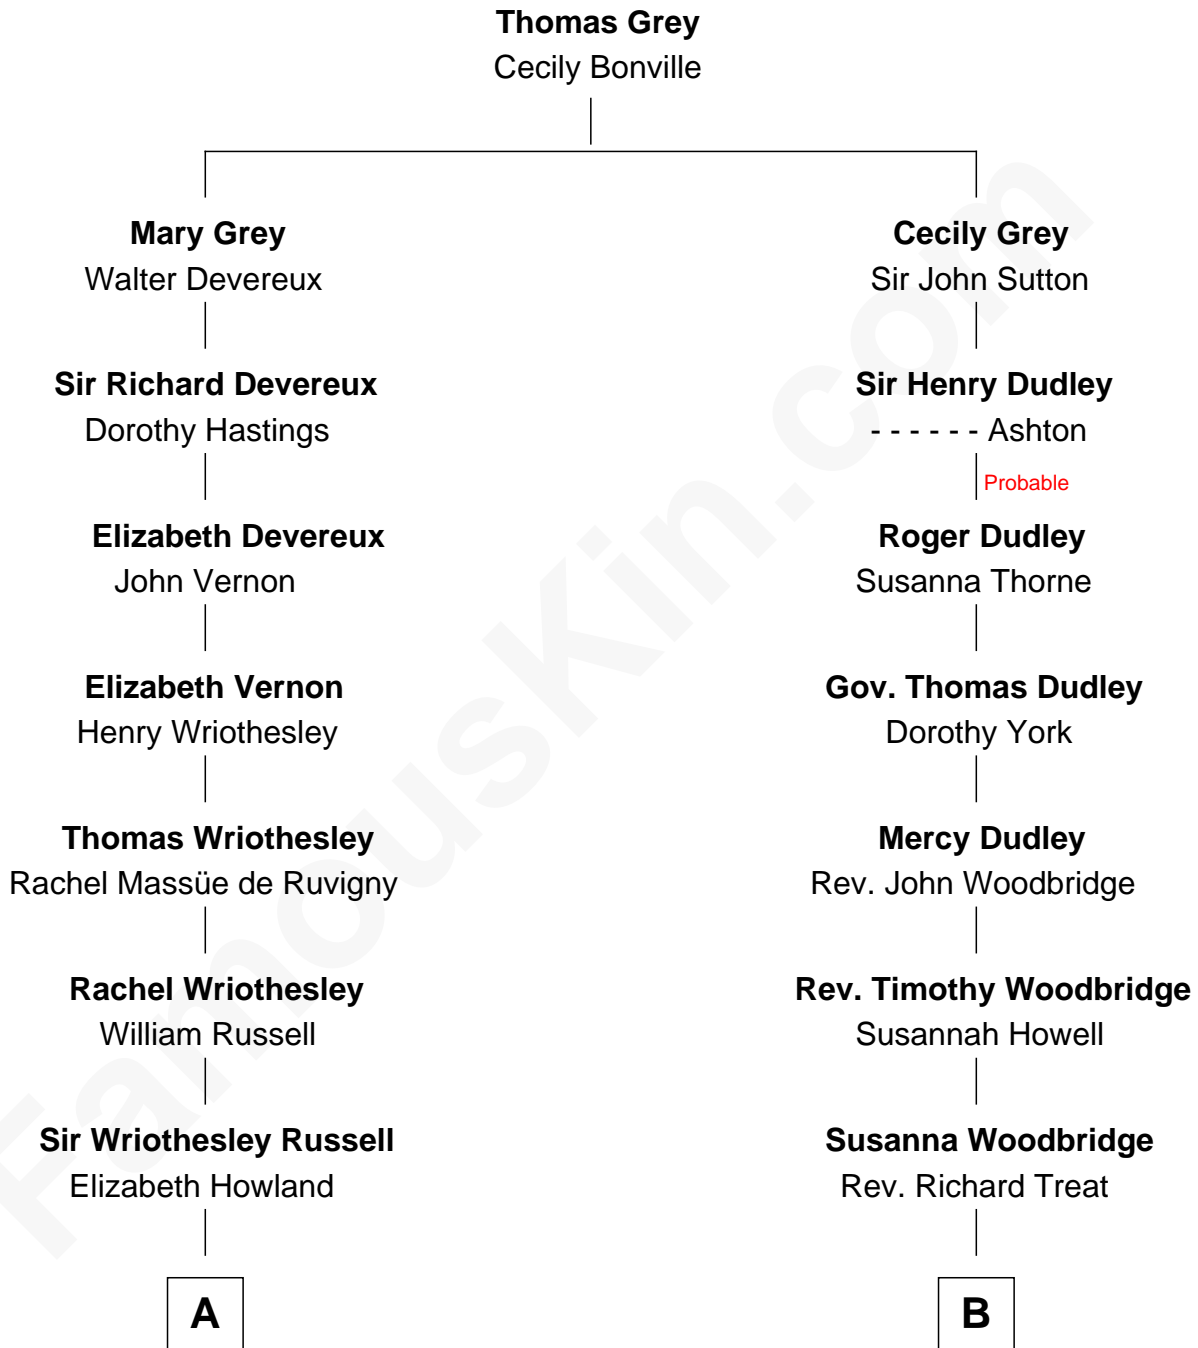 Thomas Grey
Cecily Bonville
Mary Grey
Walter Devereux
Cecily Grey
Sir John Sutton
Sir Richard Devereux
Dorothy Hastings
Sir Henry Dudley
- - - - - - Ashton
Probable
Elizabeth Devereux
John Vernon
Roger Dudley
Susanna Thorne
Elizabeth Vernon
Henry Wriothesley
Gov. Thomas Dudley
Dorothy York
Thomas Wriothesley
Rachel Massüe de Ruvigny
Mercy Dudley
Rev. John Woodbridge
Rachel Wriothesley
William Russell
Rev. Timothy Woodbridge
Susannah Howell
Sir Wriothesley Russell
Elizabeth Howland
Susanna Woodbridge
Rev. Richard Treat
A
B
FamousKin.com